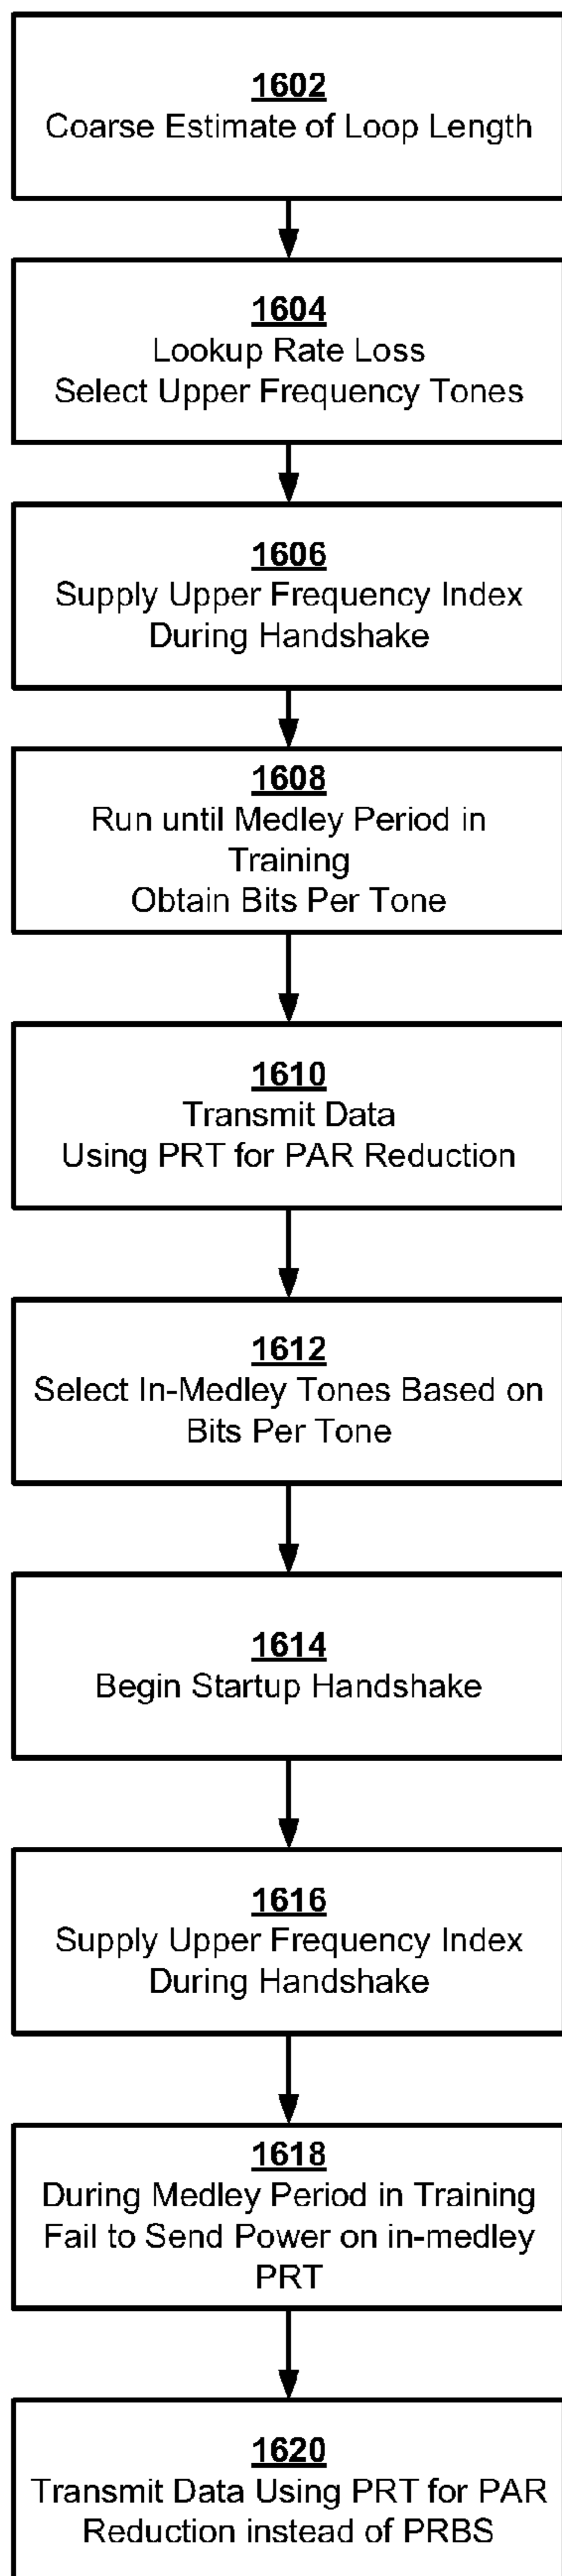 1602
Coarse Estimate of Loop Length
1604
Lookup Rate Loss
Select Upper Frequency Tones
1606
Supply Upper Frequency Index
During Handshake
1608
Run until Medley Period in
Training
Obtain Bits Per Tone
1610
Transmit Data
Using PRT for PAR Reduction
1612
Select In-Medley Tones Based on
Bits Per Tone
1614
Begin Startup Handshake
1616
Supply Upper Frequency Index
During Handshake
1618
During Medley Period in Training
Fail to Send Power on in-medley
PRT
1620
Transmit Data Using PRT for PAR
Reduction instead of PRBS